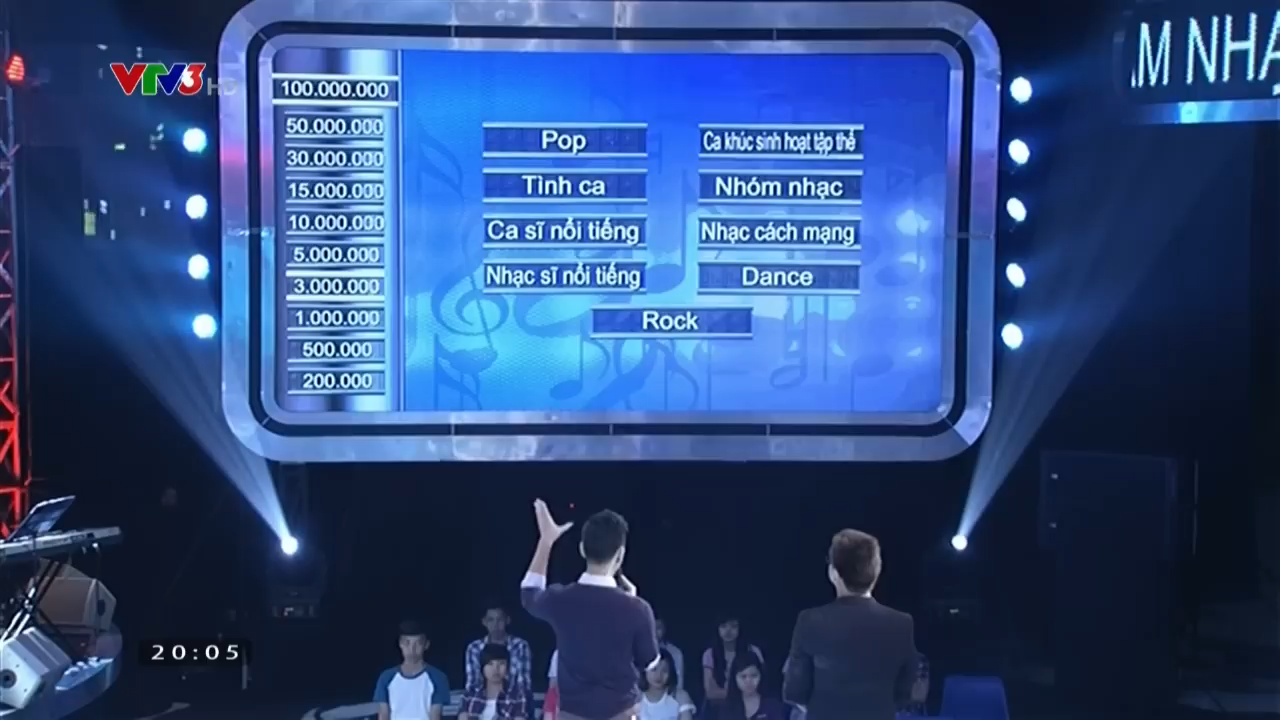 VTV3 HD
ÂM NHẠ
100.000.000
50.000.000
30.000.000
15.000.000
10.000.000
5.000.000
3.000.000
1.000.000
500.000
200.000
Pop
Ca khúc sinh hoạt tập thể
Tình ca
Nhóm nhạc
Ca sĩ nổi tiếng
Nhạc cách mạng
Nhạc sĩ nổi tiếng
Dance
Rock
20:05